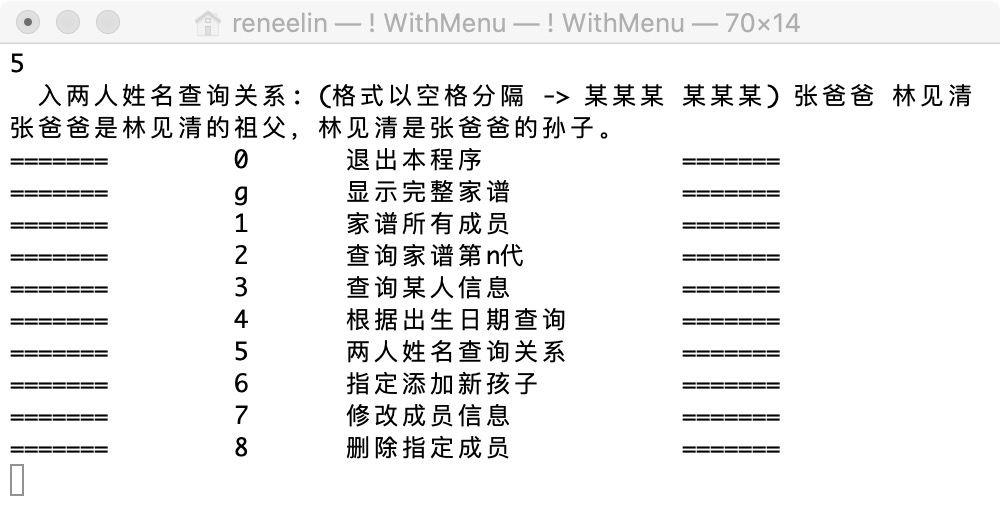 reneelin — ! WithMenu — ! WithMenu — 70×14
5
入两人姓名查询关系：(格式以空格分隔 -> 某某某 某某某) 张爸爸 林见清
张爸爸是林见清的祖父，林见清是张爸爸的孙子。
======= 0 退出本程序 =======
======= g 显示完整家谱 =======
======= 1 家谱所有成员 =======
======= 2 查询家谱第n代 =======
======= 3 查询某人信息 =======
======= 4 根据出生日期查询 =======
======= 5 两人姓名查询关系 =======
======= 6 指定添加新孩子 =======
======= 7 修改成员信息 =======
======= 8 删除指定成员 =======